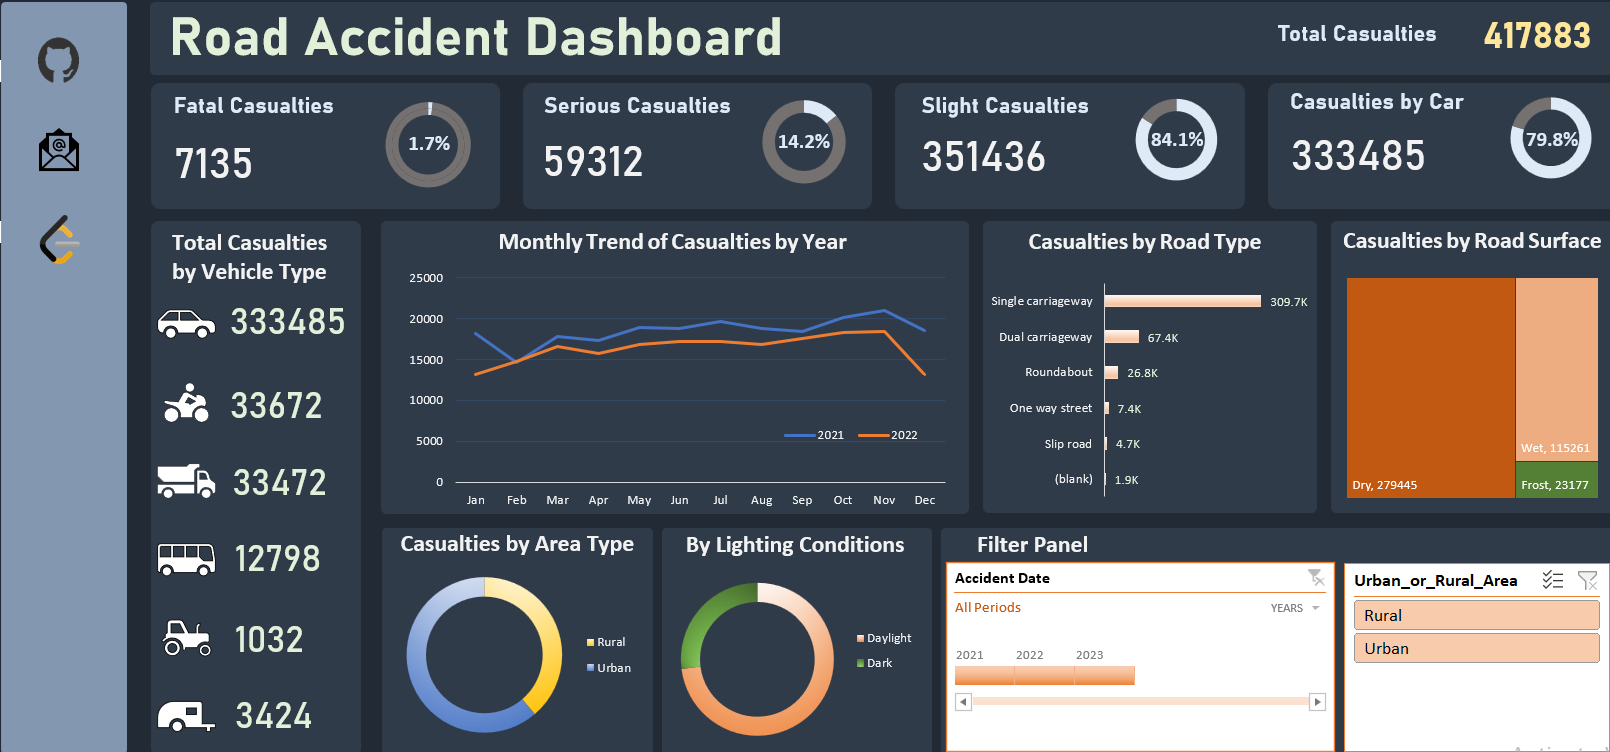 Road Accident Dashboard
Total Casualties
417883
Fatal Casualties
7135
1.7%
Serious Casualties
59312
14.2%
Slight Casualties
351436
84.1%
Casualties by Car
333485
79.8%
Total Casualties
by Vehicle Type
333485
33672
33472
12798
1032
3424
Monthly Trend of Casualties by Year
25000
20000
15000
10000
5000
0
2021
2022
Jan Feb Mar Apr May Jun Jul Aug Sep Oct Nov Dec
Casualties by Road Type
Single carriageway 309.7K
Dual carriageway 67.4K
Roundabout 26.8K
One way street 7.4K
Slip road 4.7K
(blank) 1.9K
Casualties by Road Surface
Dry, 279445
Wet, 115261
Frost, 23177
Casualties by Area Type
Rural
Urban
By Lighting Conditions
Daylight
Dark
Filter Panel
Accident Date
All Periods
YEARS
2021 2022 2023
Urban_or_Rural_Area
Rural
Urban